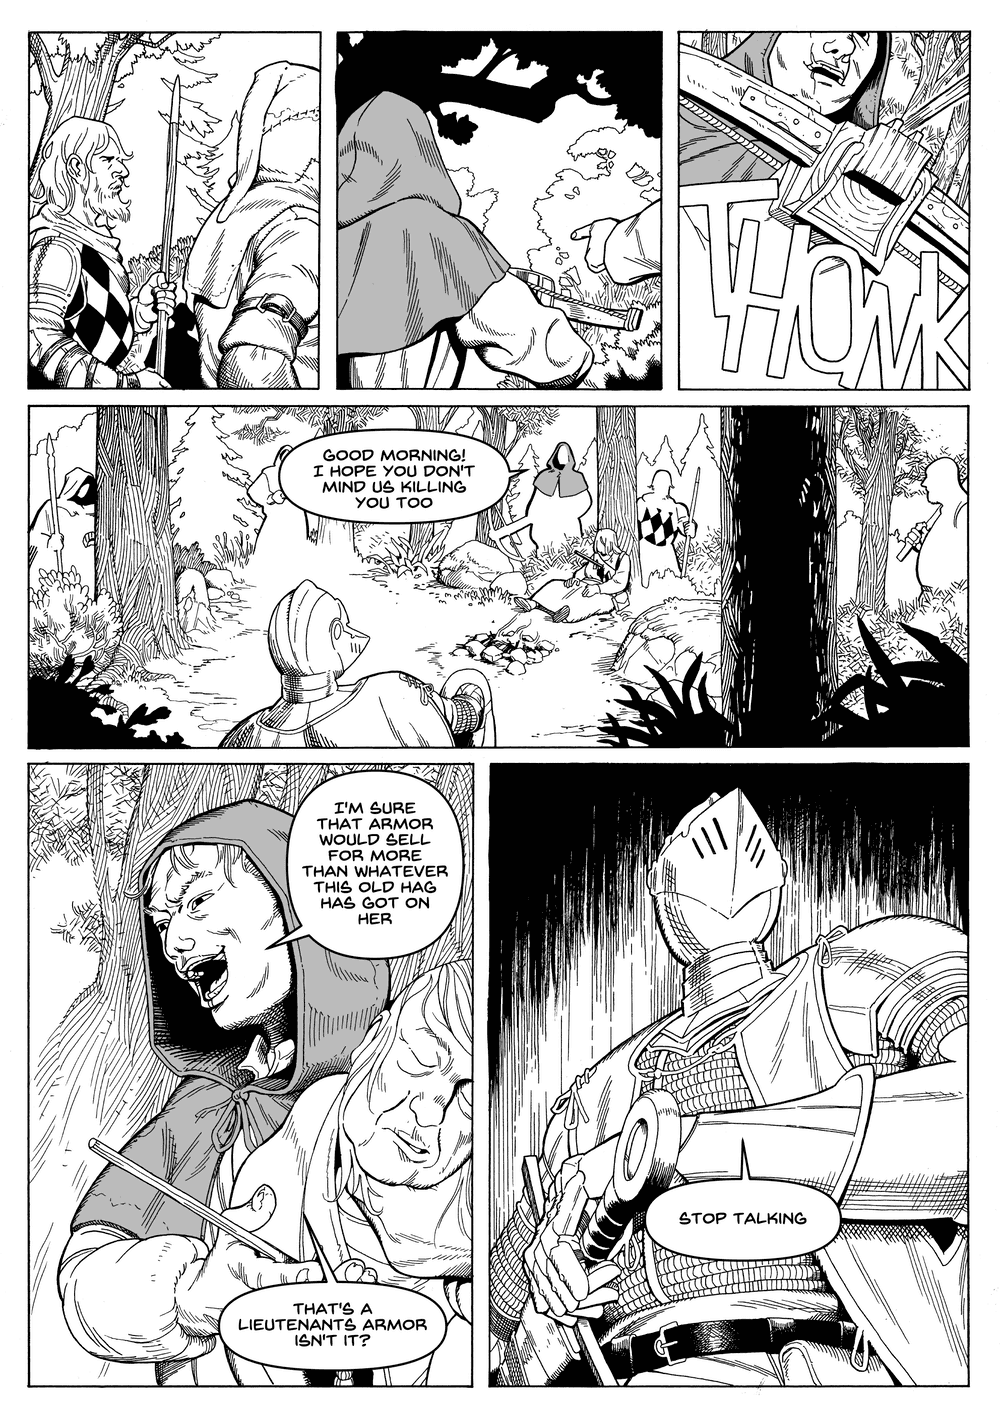 THONK
GOOD MORNING!
I HOPE YOU DON'T
MIND US KILLING
YOU TOO
I'M SURE
THAT ARMOR
WOULD SELL
FOR MORE
THAN WHATEVER
THIS OLD HAG
HAS GOT ON
HER
THAT'S A
LIEUTENANTS ARMOR
ISN'T IT?
STOP TALKING